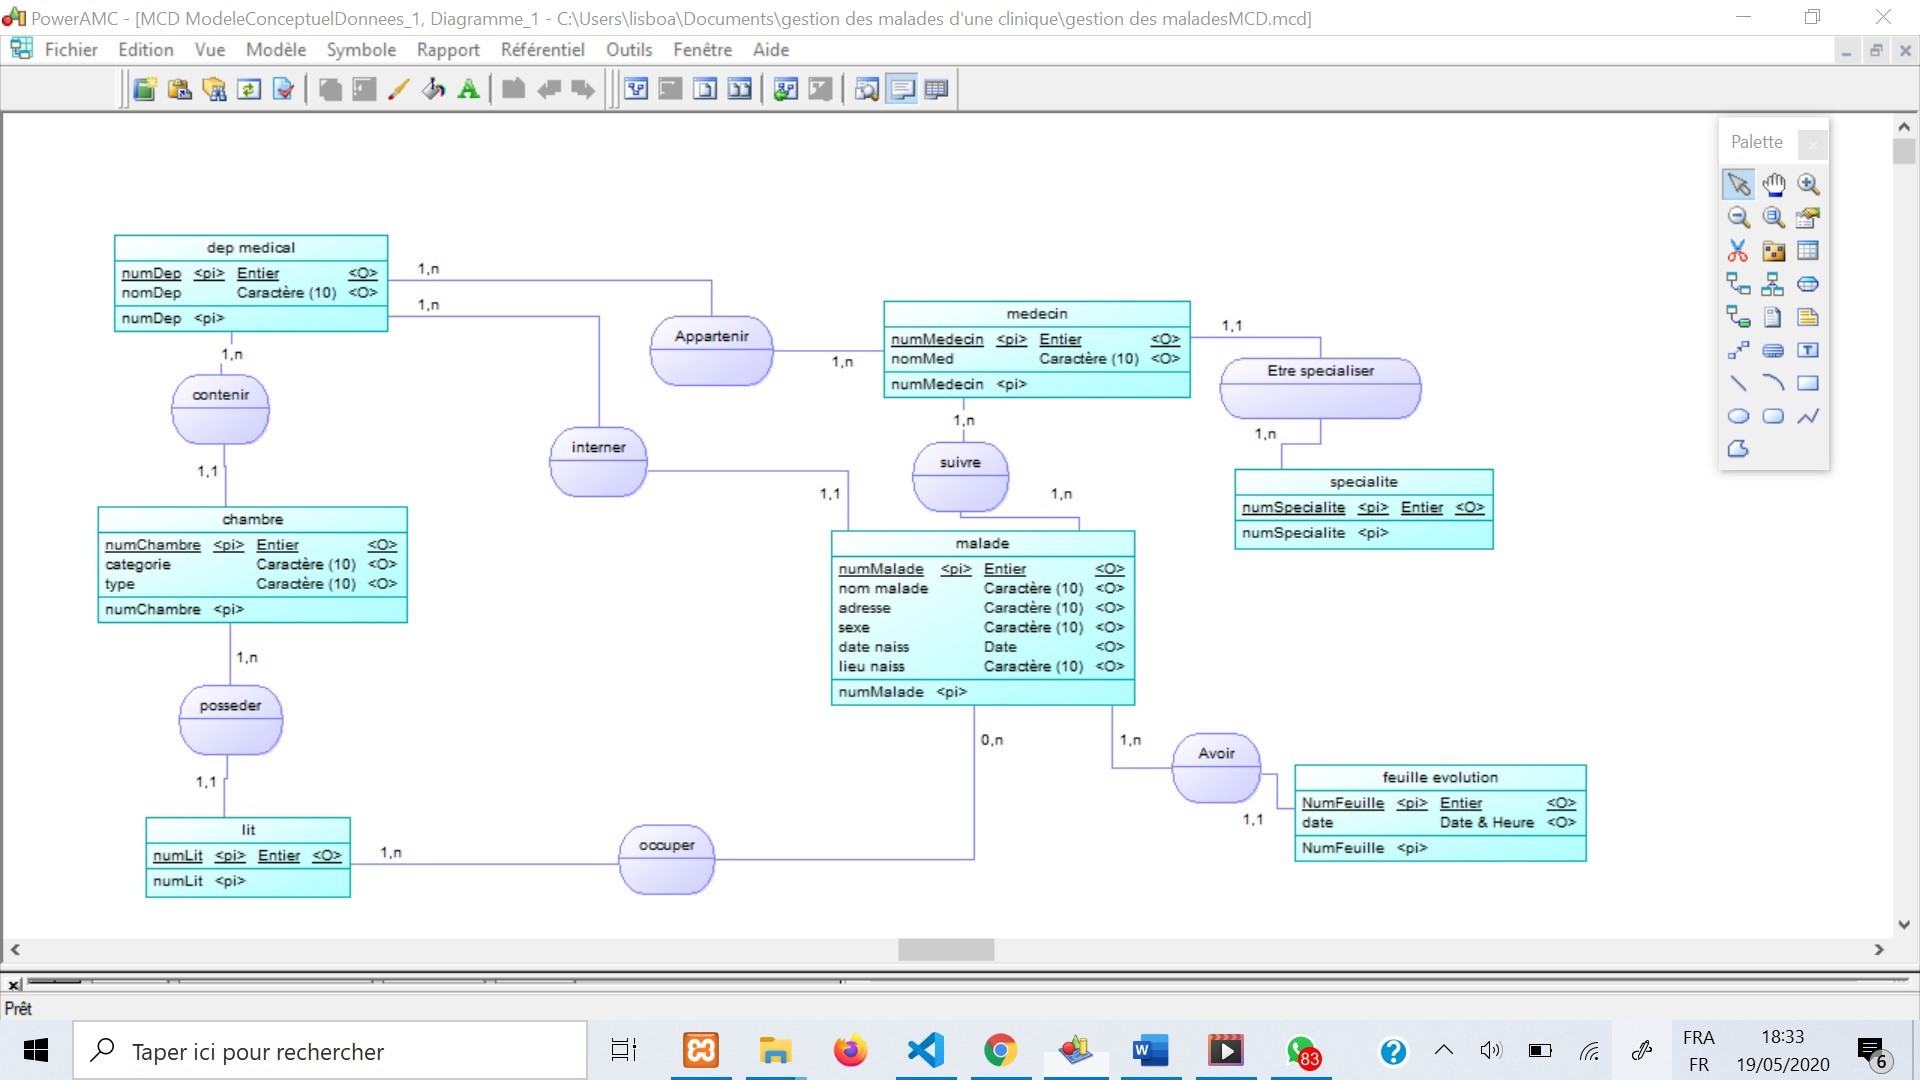 PowerAMC - [MCD ModeleConceptuelDonnees_1, Diagramme_1 - C:\Users\lisboa\Documents\gestion des malades d'une clinique\gestion des maladesMCD.mcd]
Fichier Edition Vue Modèle Symbole Rapport Référentiel Outils Fenêtre Aide
Palette
dep medical
numDep <pi> Entier <O>
nomDep Caractère (10) <O>
numDep <pi>
1,n
1,n
1,n
Appartenir
1,n
medecin
numMedecin <pi> Entier <O>
nomMed Caractère (10) <O>
numMedecin <pi>
1,1
Etre specialiser
1,n
specialite
numSpecialite <pi> Entier <O>
numSpecialite <pi>
contenir
1,1
interner
1,1
1,n
suivre
1,n
chambre
numChambre <pi> Entier <O>
categorie Caractère (10) <O>
type Caractère (10) <O>
numChambre <pi>
malade
numMalade <pi> Entier <O>
nom malade Caractère (10) <O>
adresse Caractère (10) <O>
sexe Caractère (10) <O>
date naiss Date <O>
lieu naiss Caractère (10) <O>
numMalade <pi>
1,n
posseder
1,1
0,n
1,n
Avoir
1,1
feuille evolution
NumFeuille <pi> Entier <O>
date Date & Heure <O>
NumFeuille <pi>
lit
numLit <pi> Entier <O>
numLit <pi>
1,n
occuper
Prêt
Taper ici pour rechercher
83
FRA
FR
18:33
19/05/2020
6